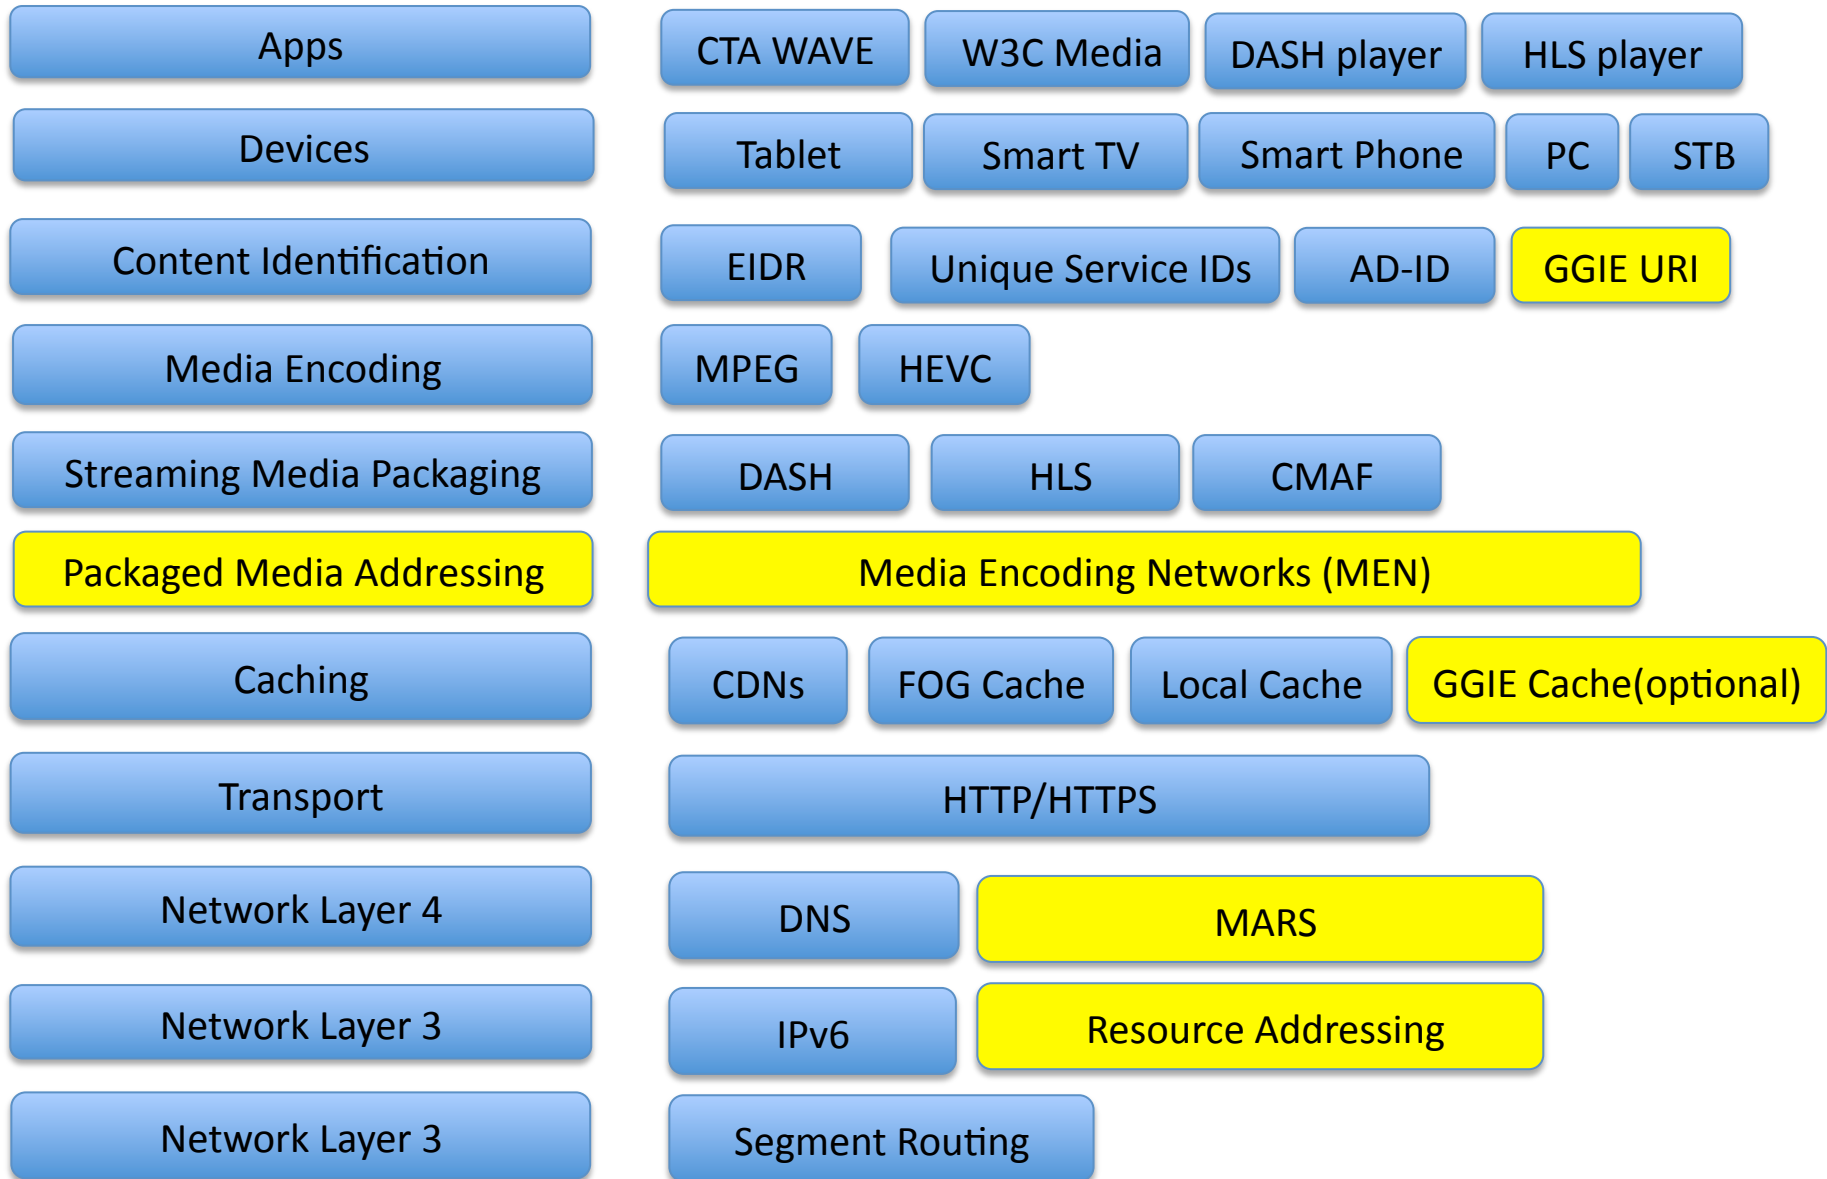 Apps
CTA WAVE
W3C Media
DASH player
HLS player
Devices
Tablet
Smart TV
Smart Phone
PC
STB
Content Identification
EIDR
Unique Service IDs
AD-ID
GGIE URI
Media Encoding
MPEG
HEVC
Streaming Media Packaging
DASH
HLS
CMAF
Packaged Media Addressing
Media Encoding Networks (MEN)
Caching
CDNs
FOG Cache
Local Cache
GGIE Cache(optional)
Transport
HTTP/HTTPS
Network Layer 4
DNS
MARS
Network Layer 3
IPv6
Resource Addressing
Network Layer 3
Segment Routing